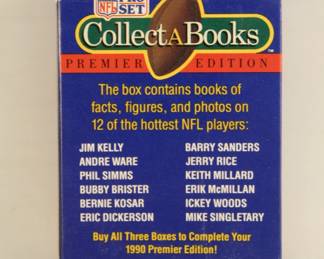 NFL PRO SET
CollectABooks™
PREMIER EDITION
The box contains books of
facts, figures, and photos on
12 of the hottest NFL players:
JIM KELLY
ANDRE WARE
PHIL SIMMS
BUBBY BRISTER
BERNIE KOSAR
ERIC DICKERSON
BARRY SANDERS
JERRY RICE
KEITH MILLARD
ERIK McMILLAN
ICKEY WOODS
MIKE SINGLETARY
Buy All Three Boxes to Complete Your
1990 Premier Edition!